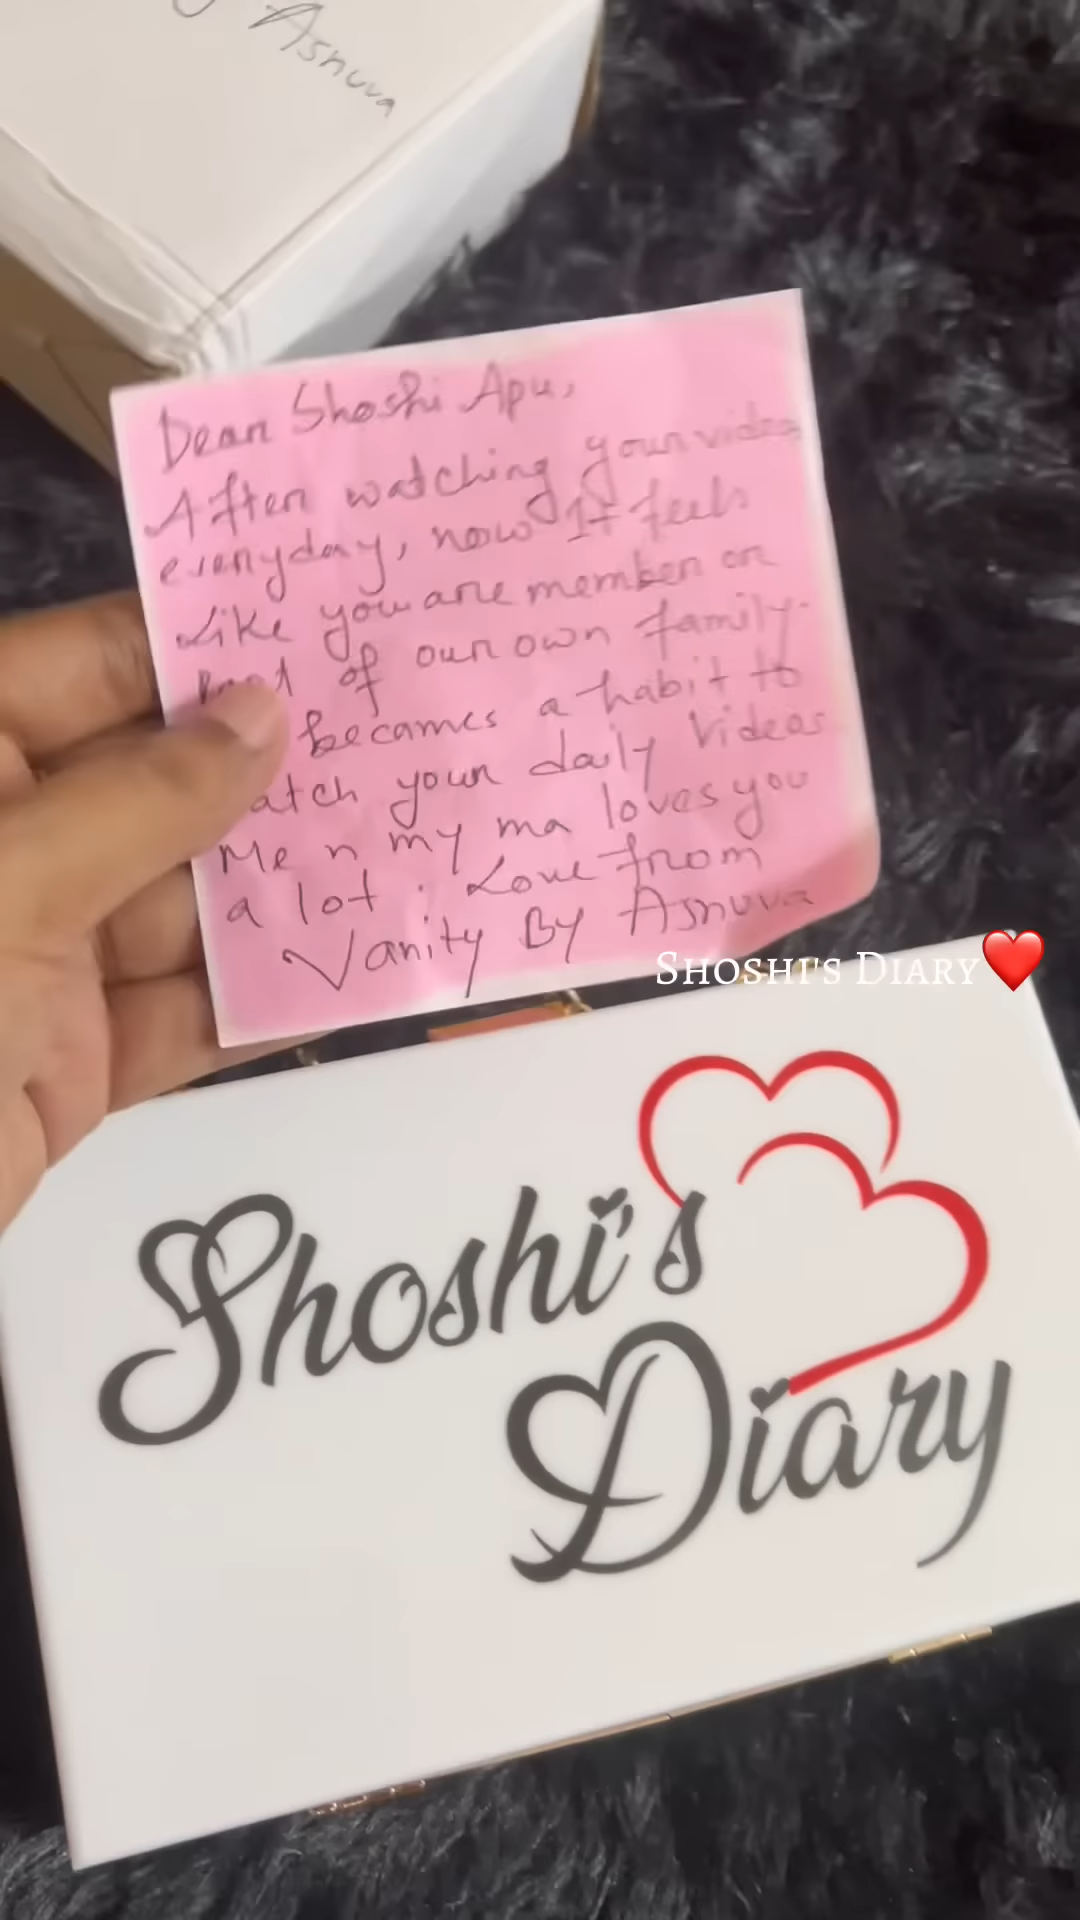 Asnuva
Dear Shoshi Apu,
After watching your video
everyday, now It feels
Like you are member or
Part of our own family.
becames a habit to
atch your daily Videos
Me n my ma loves you
a lot. Love from
Vanity By Asnuva
SHOSHI'S DIARY❤️
Shoshi's
Diary